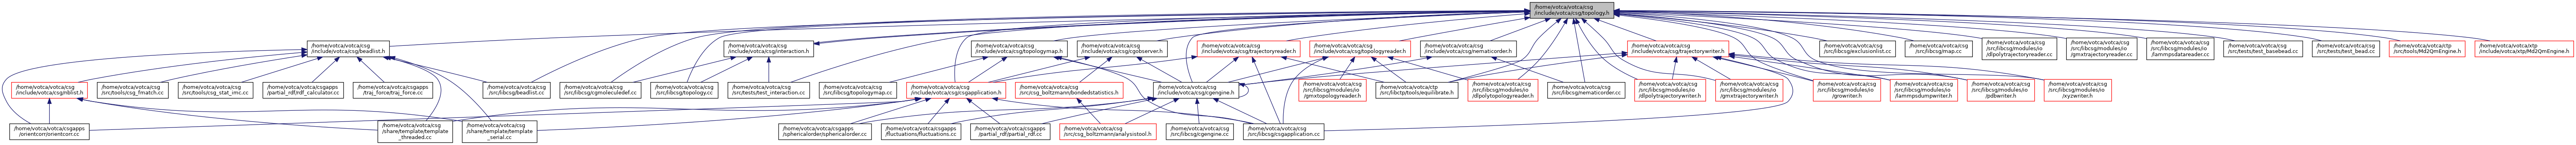 /home/votca/votca/csg
/include/votca/csg/topology.h
/home/votca/votca/csg
/include/votca/csg/beadlist.h
/home/votca/votca/csg
/include/votca/csg/interaction.h
/home/votca/votca/csg
/include/votca/csg/topologymap.h
/home/votca/votca/csg
/include/votca/csg/cgobserver.h
/home/votca/votca/csg
/include/votca/csg/trajectoryreader.h
/home/votca/votca/csg
/include/votca/csg/topologyreader.h
/home/votca/votca/csg
/include/votca/csg/nematicorder.h
/home/votca/votca/csg
/include/votca/csg/trajectorywriter.h
/home/votca/votca/csg
/src/libcsg/exclusionlist.cc
/home/votca/votca/csg
/src/libcsg/map.cc
/home/votca/votca/csg
/src/libcsg/modules/io
/dlpolytrajectoryreader.cc
/home/votca/votca/csg
/src/libcsg/modules/io
/gmxtrajectoryreader.cc
/home/votca/votca/csg
/src/libcsg/modules/io
/lammpsdatareader.cc
/home/votca/votca/csg
/src/tests/test_basebead.cc
/home/votca/votca/csg
/src/tests/test_bead.cc
/home/votca/votca/ctp
/src/tools/Md2QmEngine.h
/home/votca/votca/xtp
/include/votca/xtp/Md2QmEngine.h
/home/votca/votca/csg
/include/votca/csg/nblist.h
/home/votca/votca/csg
/src/tools/csg_fmatch.cc
/home/votca/votca/csg
/src/tools/csg_stat_imc.cc
/home/votca/votca/csgapps
/partial_rdf/rdf_calculator.cc
/home/votca/votca/csgapps
/traj_force/traj_force.cc
/home/votca/votca/csg
/src/libcsg/beadlist.cc
/home/votca/votca/csg
/src/libcsg/cgmoleculedef.cc
/home/votca/votca/csg
/src/libcsg/topology.cc
/home/votca/votca/csg
/src/tests/test_interaction.cc
/home/votca/votca/csg
/src/libcsg/topologymap.cc
/home/votca/votca/csg
/include/votca/csg/csgapplication.h
/home/votca/votca/csg
/src/csg_boltzmann/bondedstatistics.h
/home/votca/votca/csg
/include/votca/csg/cgengine.h
/home/votca/votca/csg
/src/libcsg/modules/io
/gmxtopologyreader.h
/home/votca/votca/ctp
/src/libctp/tools/equilibrate.h
/home/votca/votca/csg
/src/libcsg/modules/io
/dlpolytopologyreader.h
/home/votca/votca/csg
/src/libcsg/nematicorder.cc
/home/votca/votca/csg
/src/libcsg/modules/io
/dlpolytrajectorywriter.h
/home/votca/votca/csg
/src/libcsg/modules/io
/gmxtrajectorywriter.h
/home/votca/votca/csg
/src/libcsg/modules/io
/growriter.h
/home/votca/votca/csg
/src/libcsg/modules/io
/lammpsdumpwriter.h
/home/votca/votca/csg
/src/libcsg/modules/io
/pdbwriter.h
/home/votca/votca/csg
/src/libcsg/modules/io
/xyzwriter.h
/home/votca/votca/csgapps
/orientcorr/orientcorr.cc
/home/votca/votca/csg
/share/template/template
_threaded.cc
/home/votca/votca/csg
/share/template/template
_serial.cc
/home/votca/votca/csgapps
/sphericalorder/sphericalorder.cc
/home/votca/votca/csgapps
/fluctuations/fluctuations.cc
/home/votca/votca/csgapps
/partial_rdf/partial_rdf.cc
/home/votca/votca/csg
/src/csg_boltzmann/analysistool.h
/home/votca/votca/csg
/src/libcsg/cgengine.cc
/home/votca/votca/csg
/src/libcsg/csgapplication.cc